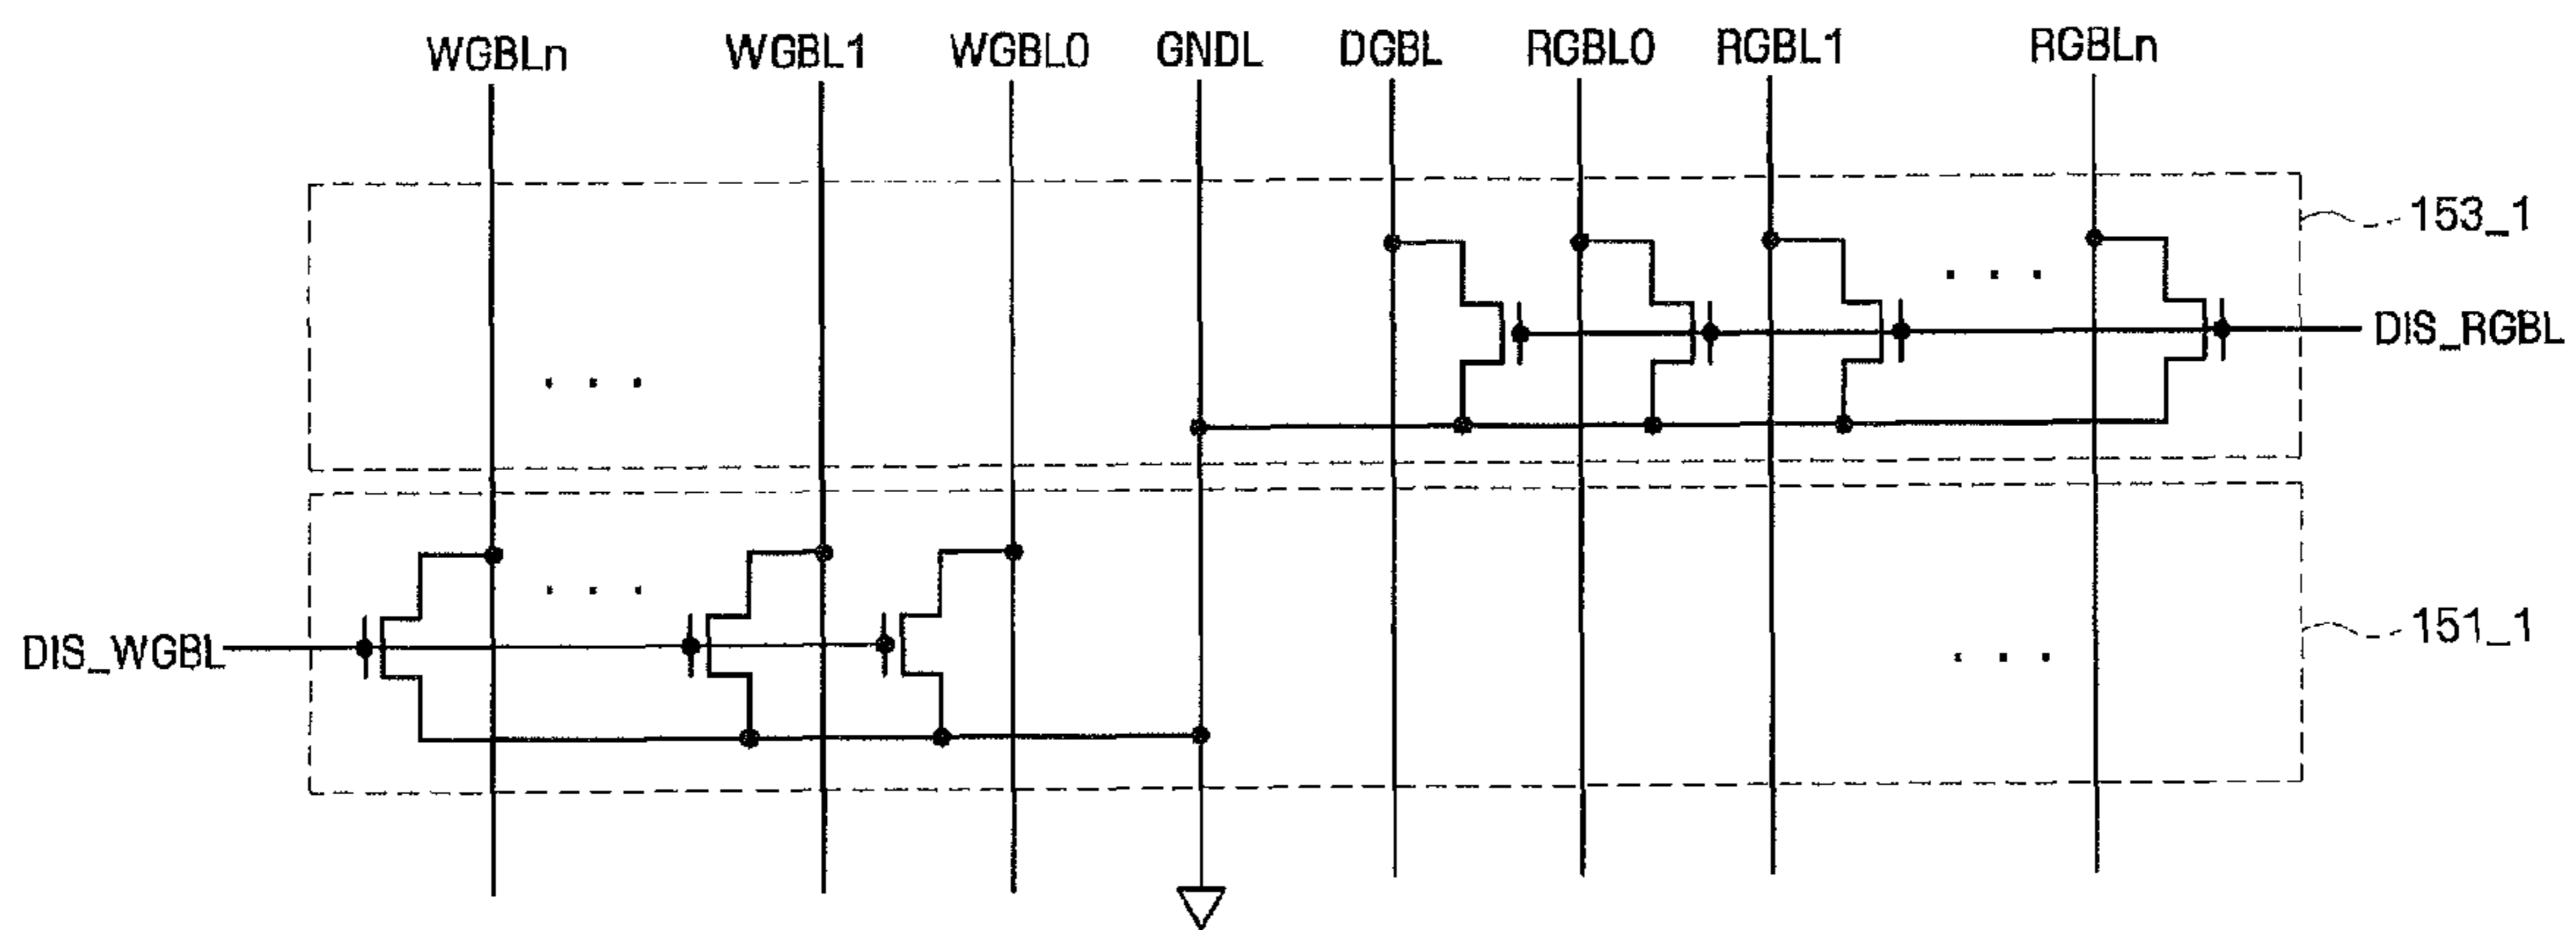 WGBLn WGBL1 WGBL0 GNDL DGBL RGBL0 RGBL1 RGBLn
153_1
. . .
DIS_RGBL
. . .
. . .
151_1
DIS_WGBL
. . .